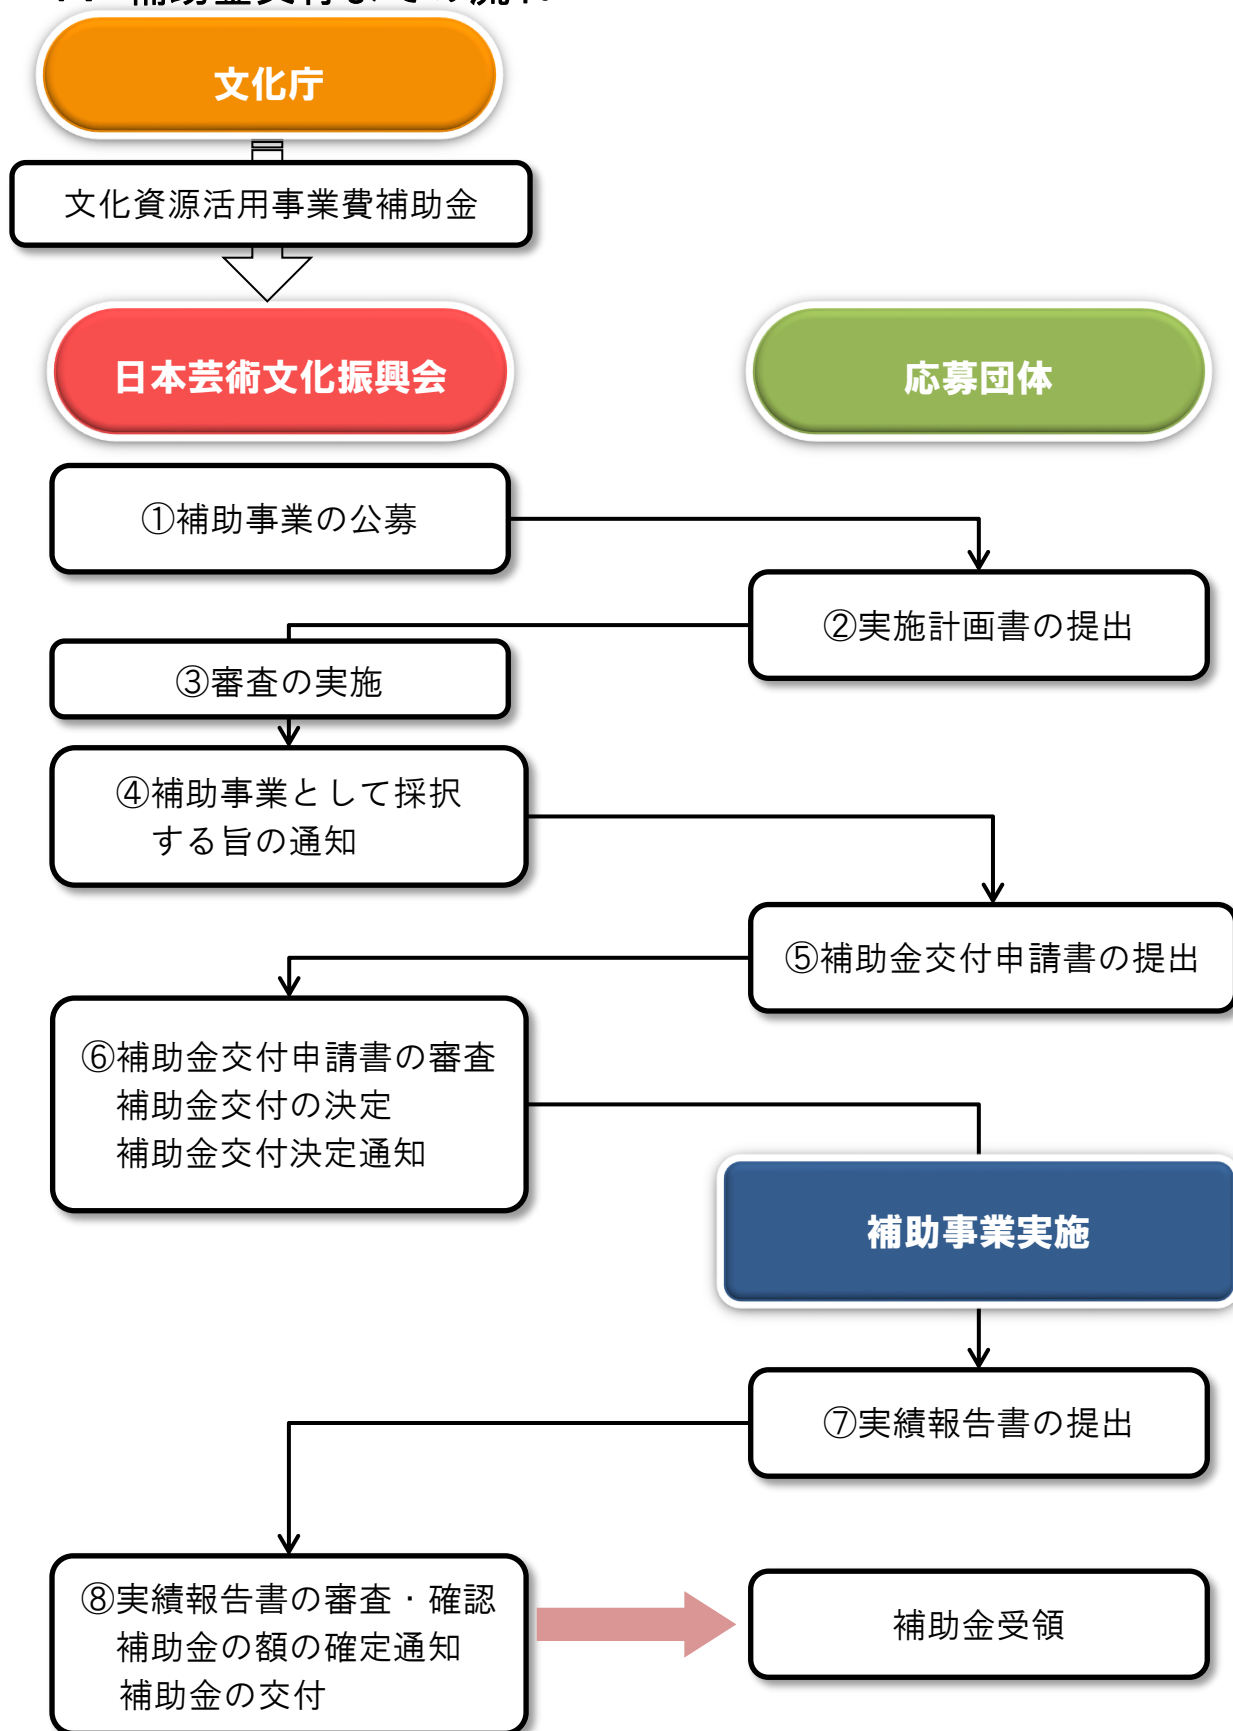 文化庁
文化資源活用事業費補助金
日本芸術文化振興会
応募団体
①補助事業の公募
②実施計画書の提出
③審査の実施
④補助事業として採択
する旨の通知
⑤補助金交付申請書の提出
⑥補助金交付申請書の審査
補助金交付の決定
補助金交付決定通知
補助事業実施
⑦実績報告書の提出
⑧実績報告書の審査・確認
補助金の額の確定通知
補助金の交付
補助金受領